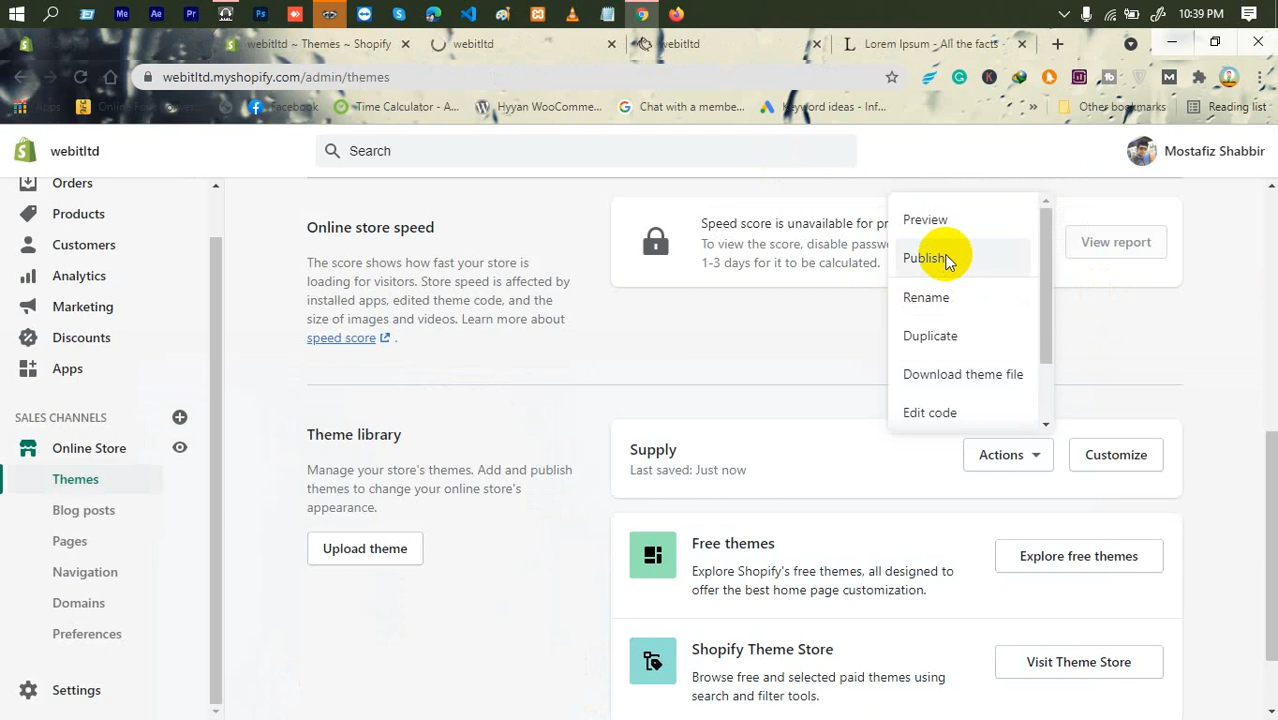 Me
Ae
Pr
Ps
10:39 PM
webitltd ~ Themes ~ Shopify
webitltd
webitltd
Lorem Ipsum - All the facts -
webitltd.myshopify.com/admin/themes
Apps
Facebook
Time Calculator - A...
Hyyan WooComme...
Chat with a membe...
Keyword ideas - Inf...
Other bookmarks
Reading list
webitltd
Search
Mostafiz Shabbir
Orders
Products
Customers
Analytics
Marketing
Discounts
Apps
SALES CHANNELS
Online Store
Themes
Blog posts
Pages
Navigation
Domains
Preferences
Settings
Online store speed
The score shows how fast your store is
loading for visitors. Store speed is affected by
installed apps, edited theme code, and the
size of images and videos. Learn more about
speed score .
Speed score is unavailable for pr
To view the score, disable passw
1-3 days for it to be calculated.
View report
Preview
Publish
Rename
Duplicate
Download theme file
Edit code
Theme library
Manage your store's themes. Add and publish
themes to change your online store's
appearance.
Upload theme
Supply
Last saved: Just now
Actions
Customize
Free themes
Explore Shopify's free themes, all designed to
offer the best home page customization.
Explore free themes
Shopify Theme Store
Browse free and selected paid themes using
search and filter tools.
Visit Theme Store